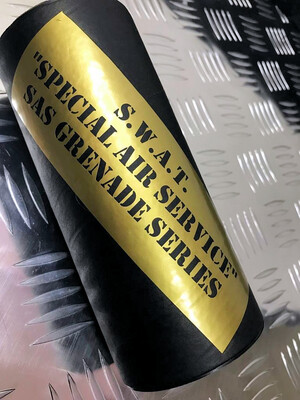 S.W.A.T.
"SPECIAL AIR SERVICE"
SAS GRENADE SERIES